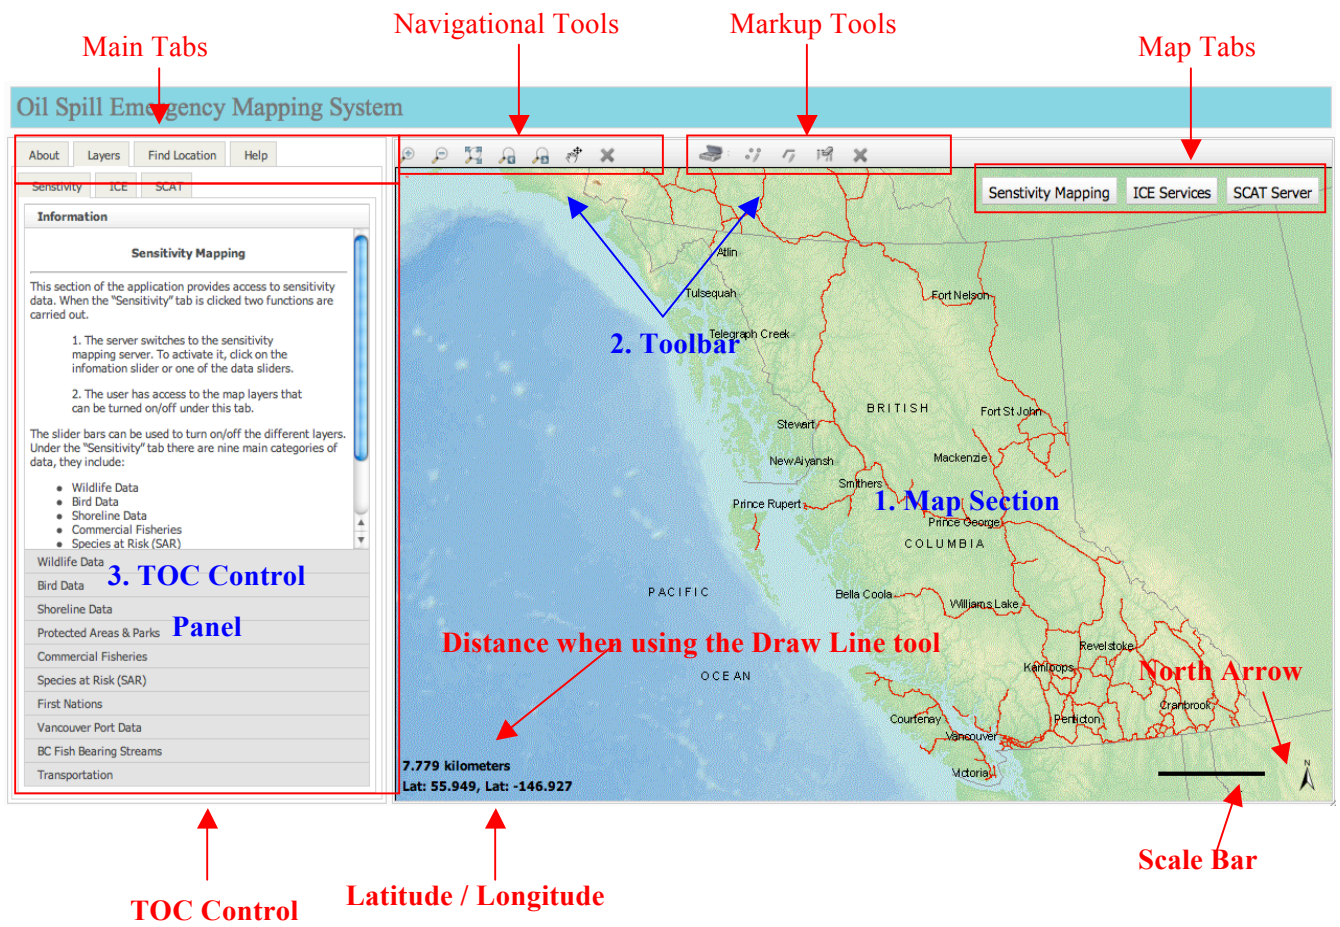 Navigational Tools
Markup Tools
Main Tabs
Map Tabs
Oil Spill Emergency Mapping System
About
Layers
Find Location
Help
Senstivity
ICE
SCAT
Information
Sensitivity Mapping
This section of the application provides access to sensitivity
data. When the "Sensitivity" tab is clicked two functions are
carried out.
1. The server switches to the sensitivity
mapping server. To activate it, click on the
infomation slider or one of the data sliders.
2. The user has access to the map layers that
can be turned on/off under this tab.
The slider bars can be used to turn on/off the different layers.
Under the "Sensitivity" tab there are nine main categories of
data, they include:
Wildlife Data
Bird Data
Shoreline Data
Commercial Fisheries
Species at Risk (SAR)
Wildlife Data
Bird Data
Shoreline Data
Protected Areas & Parks
Commercial Fisheries
Species at Risk (SAR)
First Nations
Vancouver Port Data
BC Fish Bearing Streams
Transportation
3. TOC Control
Panel
Senstivity Mapping
ICE Services
SCAT Server
Atlin
Tulsequah
Fort Nelson
Telegraph Creek
2. Toolbar
BRITISH
Fort St John
Stewart
New Aiyansh
Mackenzie
Smithers
Prince Rupert
1. Map Section
Prince George
COLUMBIA
PACIFIC
Bella Coola
Williams Lake
Distance when using the Draw Line tool
Revelstoke
Kamloops
North Arrow
OCEAN
Cranbrook
Courtenay
Penticton
Vancouver
7.779 kilometers
Victoria
N
Lat: 55.949, Lat: -146.927
Scale Bar
Latitude / Longitude
TOC Control